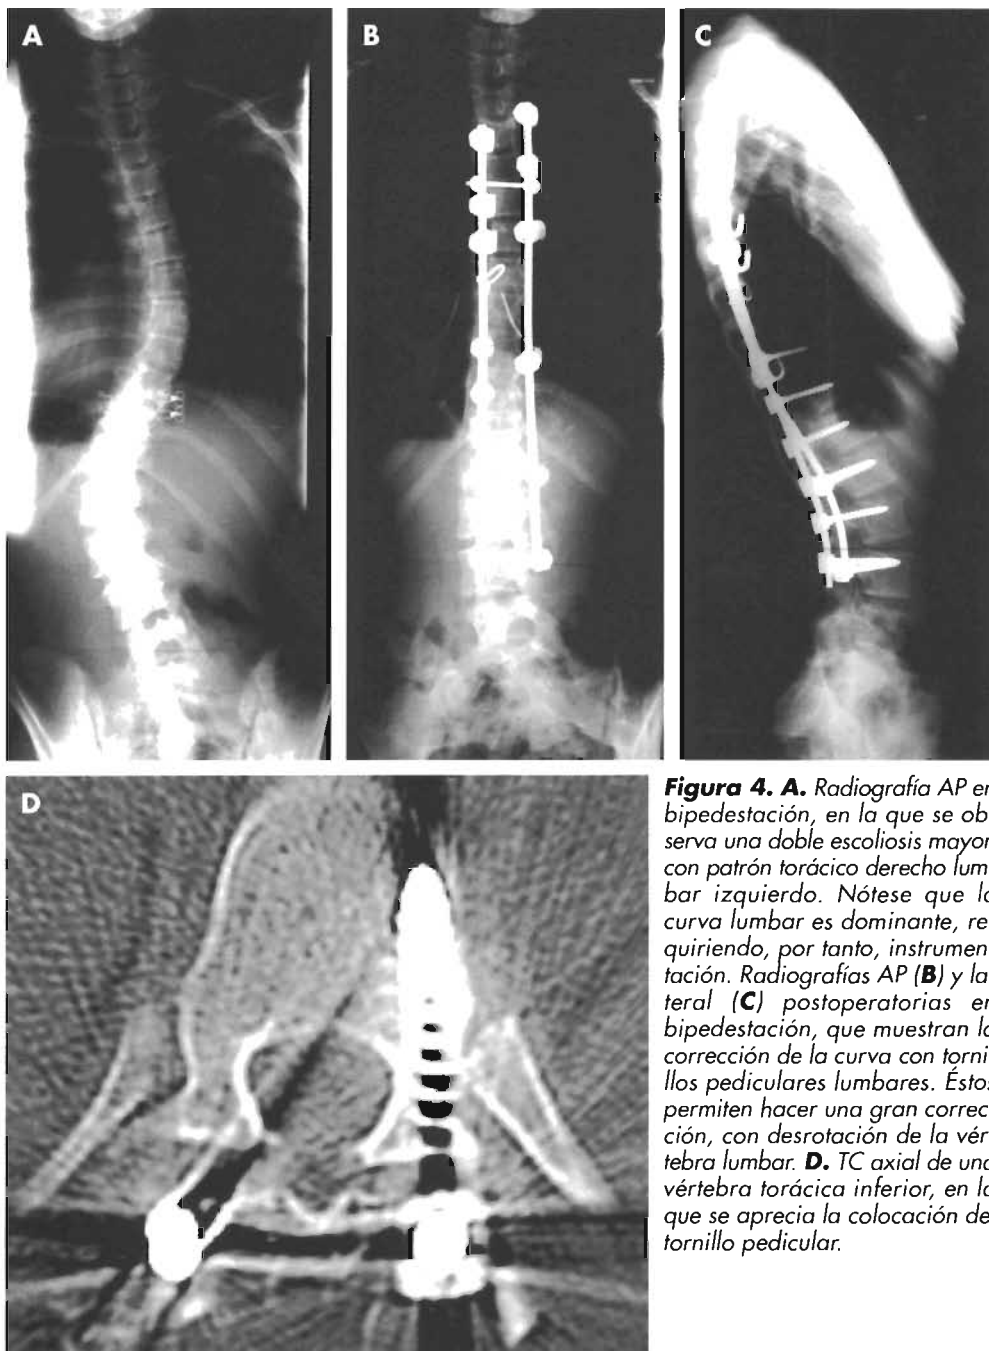 A
B
C
D
Figura 4. A. Radiografía AP en
bipedestación, en la que se ob
serva una doble escoliosis mayor
con patrón torácico derecho lum
bar izquierdo. Nótese que la
curva lumbar es dominante, re
quiriendo, por tanto, instrumen
tación. Radiografías AP (B) y la
teral (C) postoperatorias en
bipedestación, que muestran la
corrección de la curva con torni
llos pediculares lumbares. Éstos
permiten hacer una gran correc
ción, con desrotación de la vér
tebra lumbar. D. TC axial de una
vértebra torácica inferior, en la
que se aprecia la colocación de
tornillo pedicular.